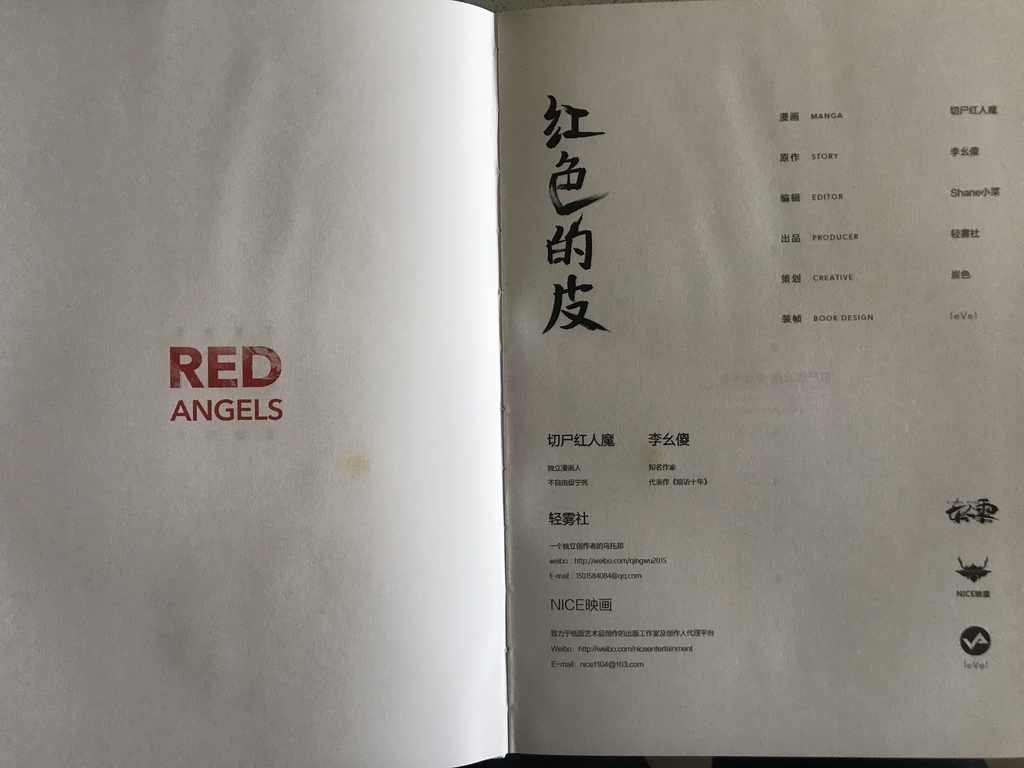 RED
ANGELS
红色的皮
漫画 MANGA 切尸红人魔
原作 STORY 李幺傻
编辑 EDITOR Shane小菜
出品 PRODUCER 轻雾社
策划 CREATIVE 炭色
装帧 BOOK DESIGN leVel
切尸红人魔 李幺傻
独立漫画人 知名作家
不自由毋宁死 代表作《暗访十年》
轻雾社
一个独立创作者的乌托邦
weibo : http://weibo.com/qingwu2015
E-mail : 1501584084@qq.com
NICE映画
致力于纸质艺术品创作的出版工作室及创作人代理平台
Weibo: http://weibo.com/niceentertainment
E-mail: nice1104@163.com
NICE映画
leVel